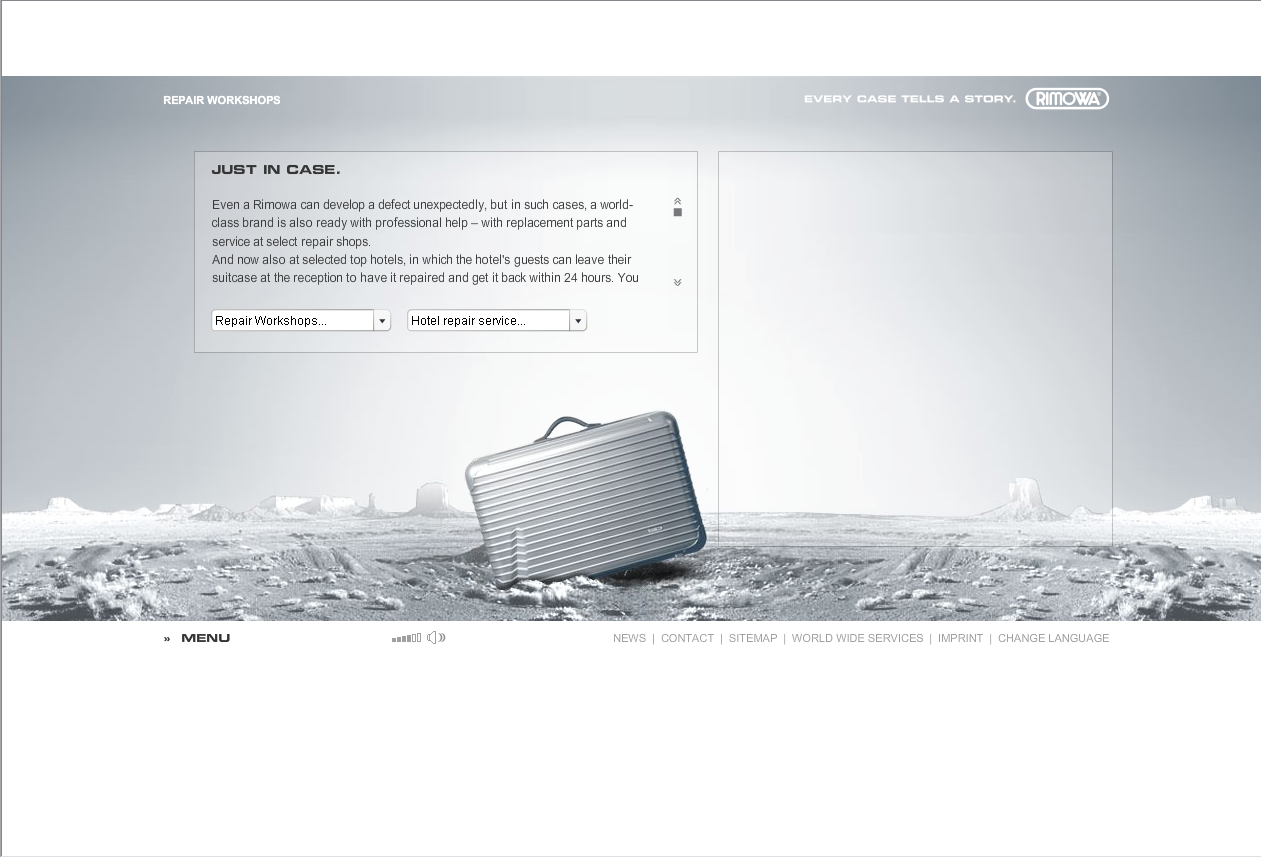 REPAIR WORKSHOPS
EVERY CASE TELLS A STORY. RIMOWA
JUST IN CASE.
Even a Rimowa can develop a defect unexpectedly, but in such cases, a world-
class brand is also ready with professional help – with replacement parts and
service at select repair shops.
And now also at selected top hotels, in which the hotel's guests can leave their
suitcase at the reception to have it repaired and get it back within 24 hours. You
Repair Workshops... Hotel repair service...
» MENU
NEWS | CONTACT | SITEMAP | WORLD WIDE SERVICES | IMPRINT | CHANGE LANGUAGE